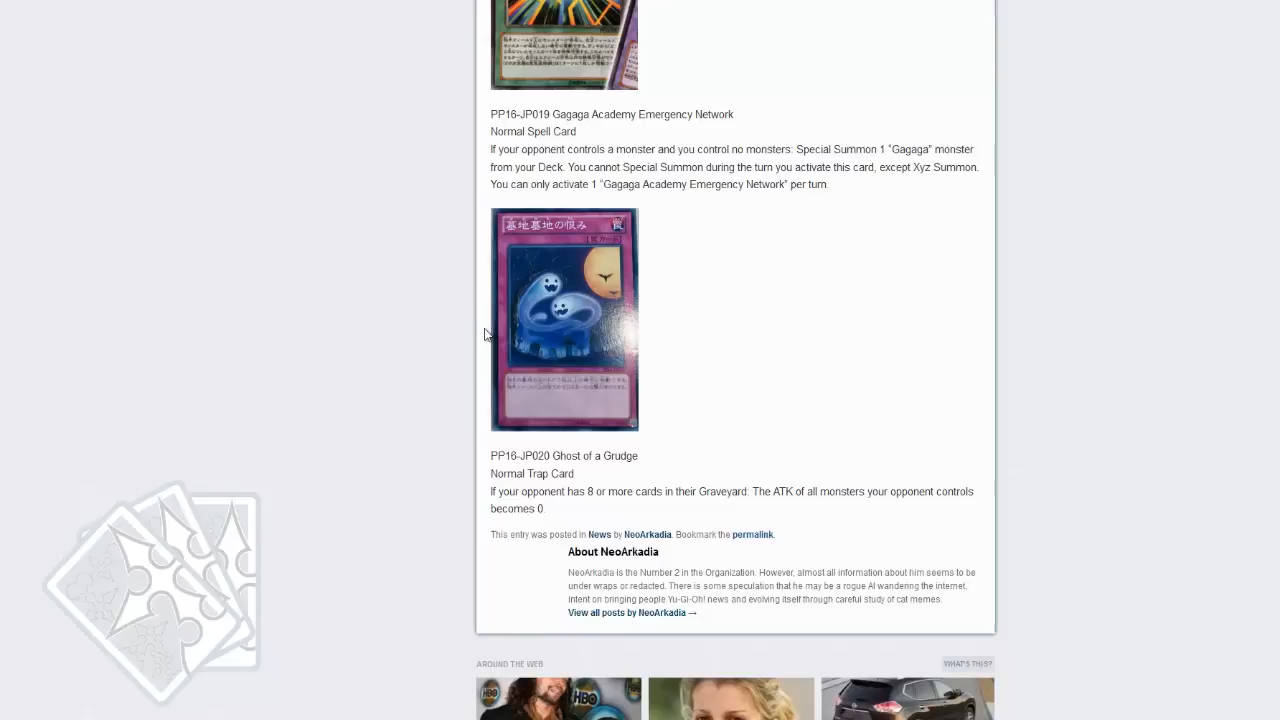 PP16-JP019 Gagaga Academy Emergency Network
Normal Spell Card
If your opponent controls a monster and you control no monsters: Special Summon 1 “Gagaga” monster
from your Deck. You cannot Special Summon during the turn you activate this card, except Xyz Summon.
You can only activate 1 “Gagaga Academy Emergency Network” per turn.
墓地墓地の恨み
PP16-JP020 Ghost of a Grudge
Normal Trap Card
If your opponent has 8 or more cards in their Graveyard: The ATK of all monsters your opponent controls
becomes 0.
This entry was posted in News by NeoArkadia. Bookmark the permalink.
About NeoArkadia
NeoArkadia is the Number 2 in the Organization. However, almost all information about him seems to be
under wraps or redacted. There is some speculation that he may be a rogue AI wandering the internet,
intent on bringing people Yu-Gi-Oh! news and evolving itself through careful study of cat memes.
View all posts by NeoArkadia →
AROUND THE WEB
WHAT'S THIS?
HBO
HBO